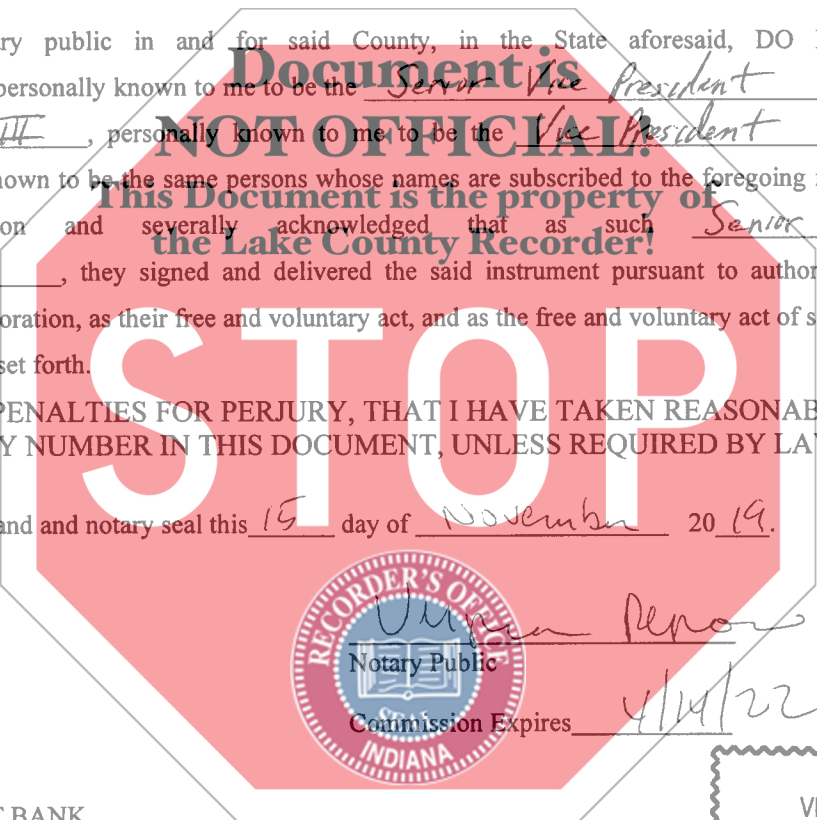 ry public in and for said County, in the State aforesaid, DO
Document is
personally known to me to be the Senior Vice President
NOT OFFICIAL!
III, personally known to me to be the Vice President
nown to be the same persons whose names are subscribed to the foregoing
This Document is the property of
on and severally acknowledged that as such Senior
the Lake County Recorder!
, they signed and delivered the said instrument pursuant to author
oration, as their free and voluntary act, and as the free and voluntary act of s
set forth.
STOP
PENALTIES FOR PERJURY, THAT I HAVE TAKEN REASONAB
Y NUMBER IN THIS DOCUMENT, UNLESS REQUIRED BY LA
and and notary seal this 15 day of November 2019.
RECORDER'S OFFICE
Notary Public
SEAL
Commission Expires 4/14/22
INDIANA
BANK